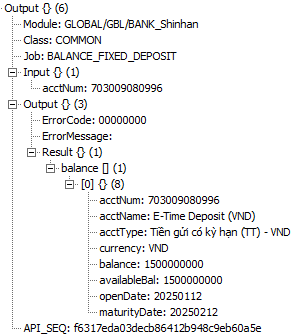 Output {} (6)
Module: GLOBAL/GBL/BANK_Shinhan
Class: COMMON
Job: BALANCE_FIXED_DEPOSIT
Input {} (1)
acctNum: 703009080996
Output {} (3)
ErrorCode: 00000000
ErrorMessage:
Result {} (1)
balance [] (1)
[0] {} (8)
acctNum: 703009080996
acctName: E-Time Deposit (VND)
acctType: Tiền gửi có kỳ hạn (TT) - VND
currency: VND
balance: 1500000000
availableBal: 1500000000
openDate: 20250112
maturityDate: 20250212
API_SEQ: f6317eda03decb86412b948c9eb60a5e